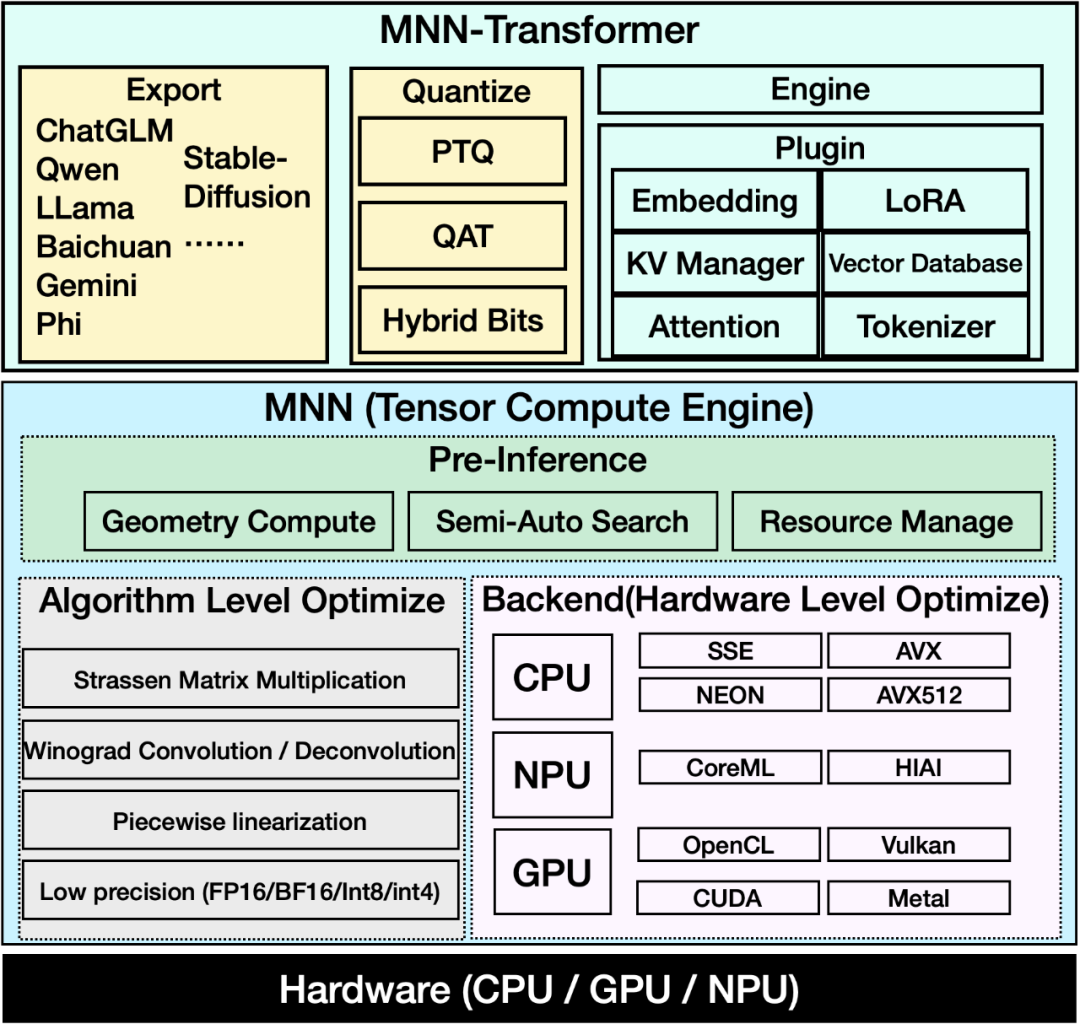 MNN-Transformer
Export
ChatGLM
Qwen
LLama
Baichuan
Gemini
Phi
Stable-
Diffusion
......
Quantize
PTQ
QAT
Hybrid Bits
Engine
Plugin
Embedding
LoRA
KV Manager
Vector Database
Attention
Tokenizer
MNN (Tensor Compute Engine)
Pre-Inference
Geometry Compute
Semi-Auto Search
Resource Manage
Algorithm Level Optimize
Strassen Matrix Multiplication
Winograd Convolution / Deconvolution
Piecewise linearization
Low precision (FP16/BF16/Int8/int4)
Backend(Hardware Level Optimize)
CPU
SSE
AVX
NEON
AVX512
NPU
CoreML
HIAI
GPU
OpenCL
Vulkan
CUDA
Metal
Hardware (CPU / GPU / NPU)